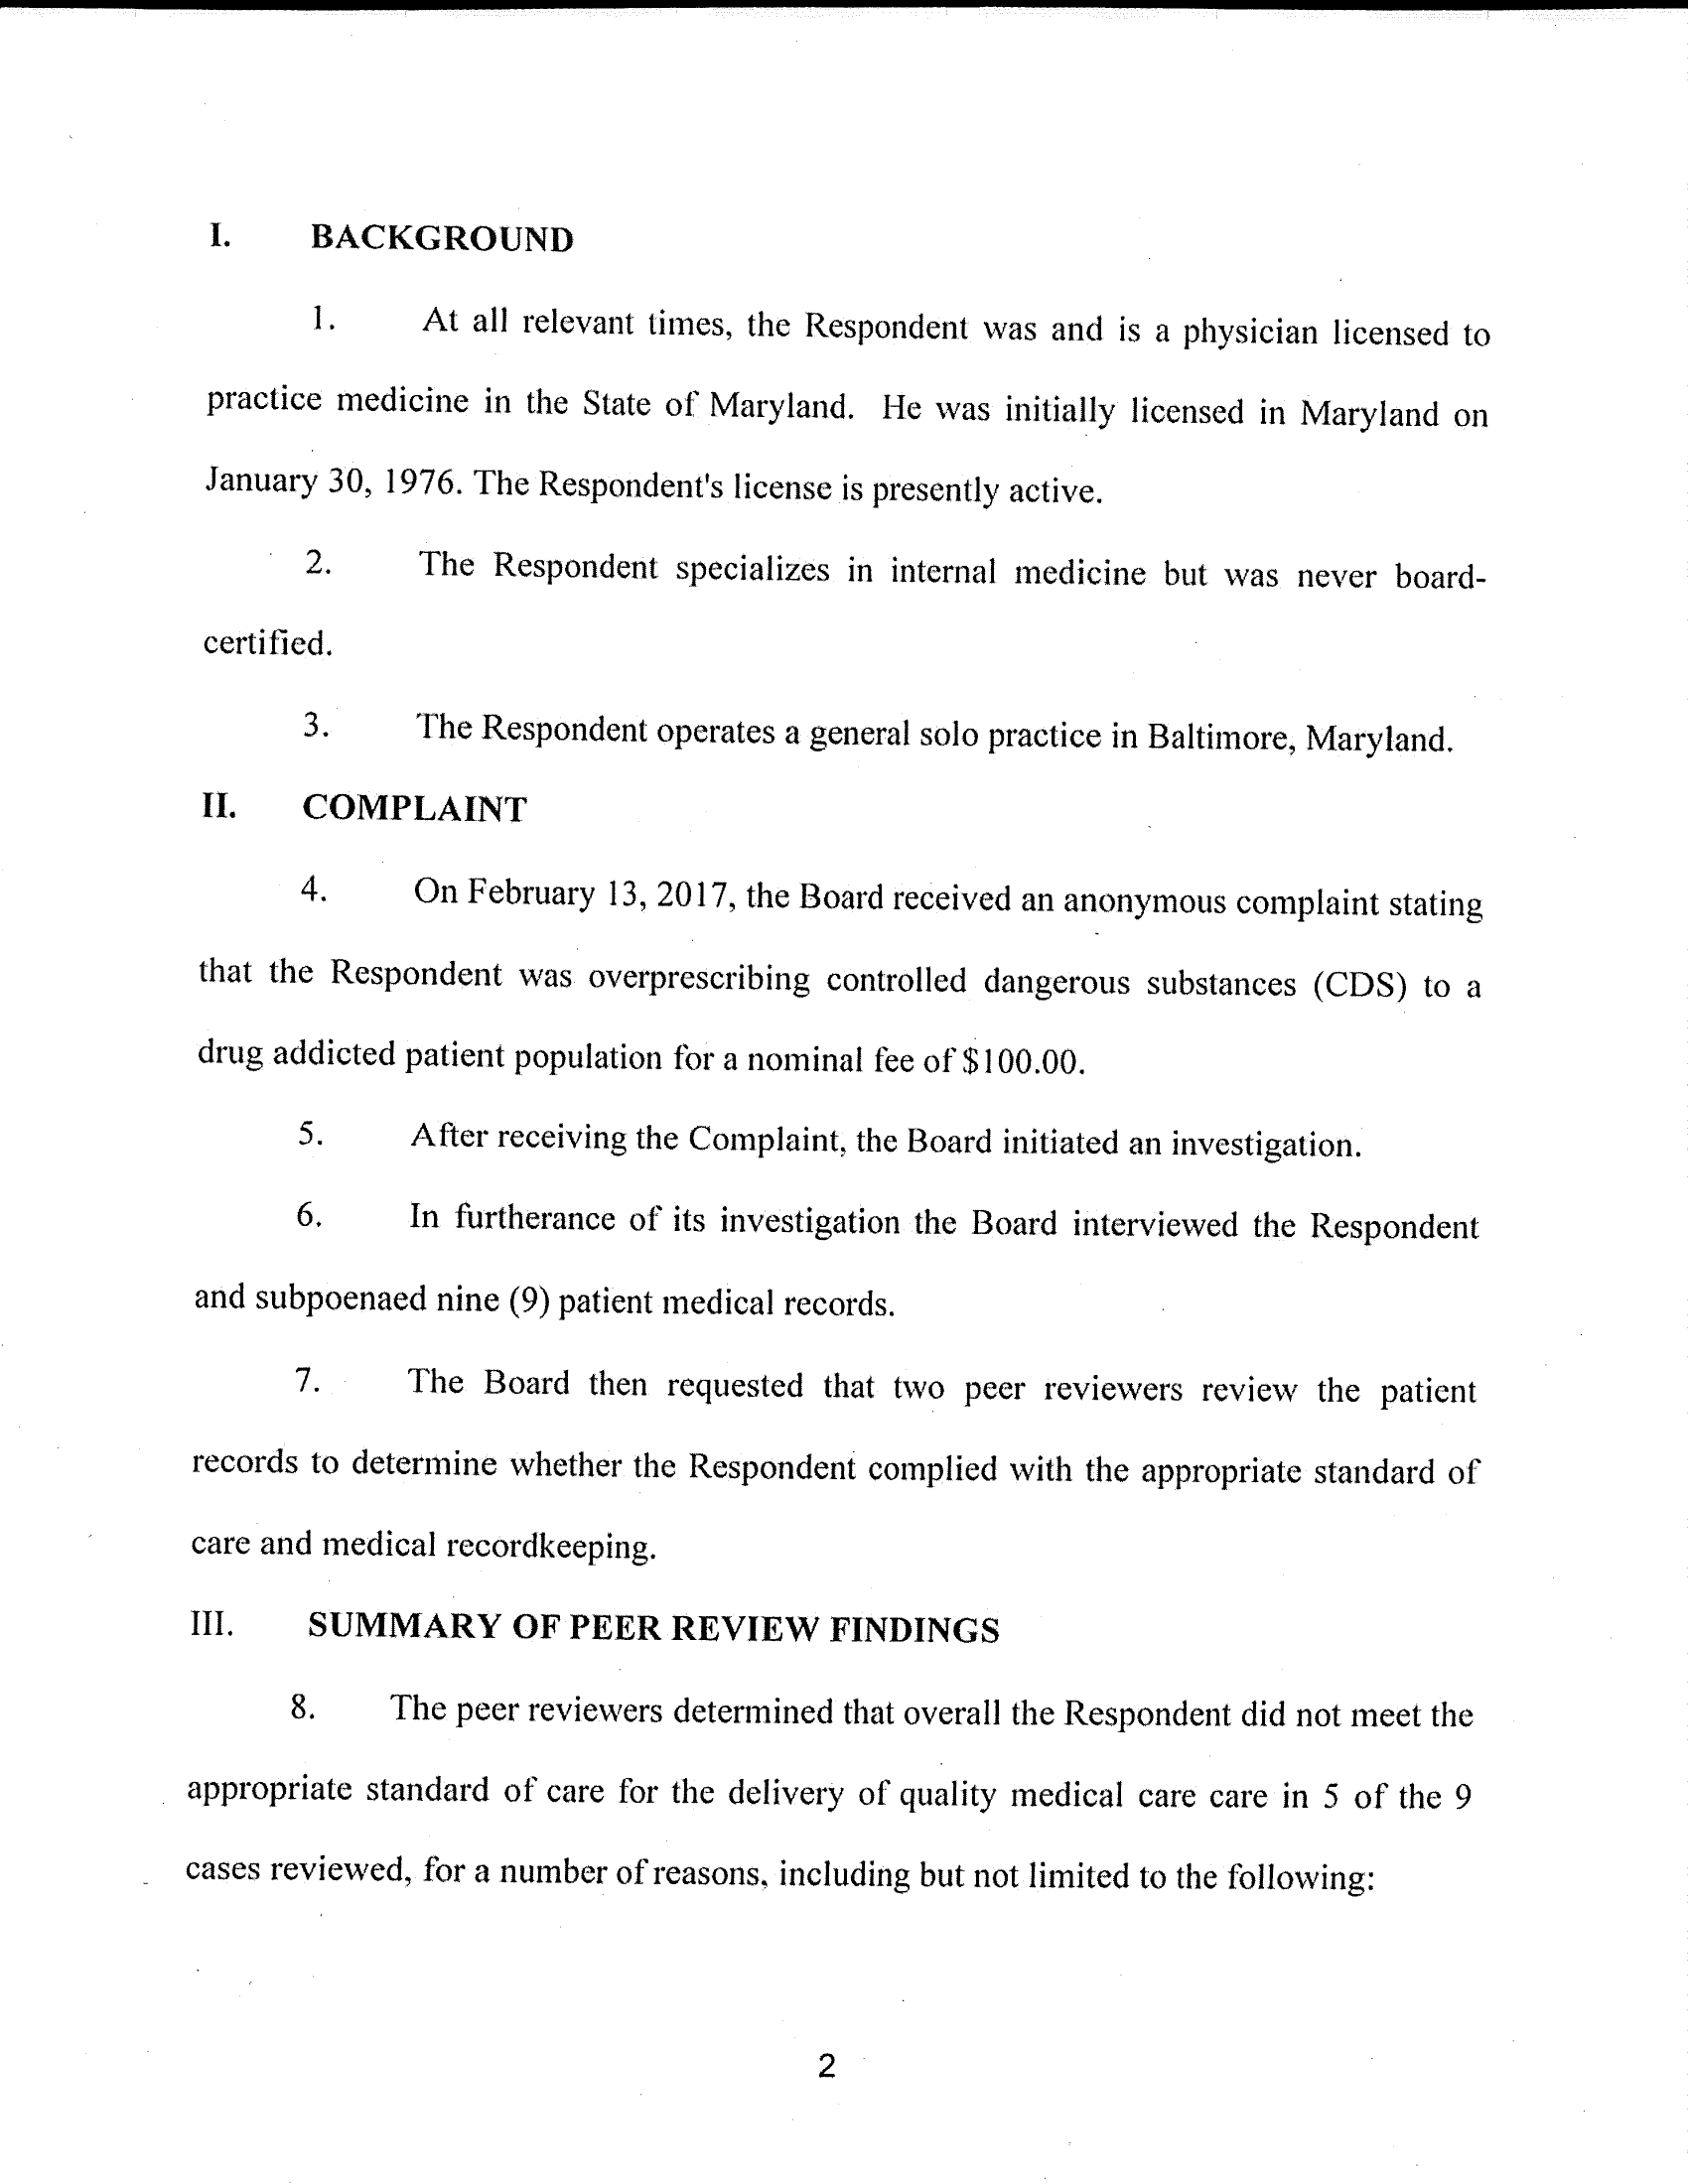 I. BACKGROUND
1. At all relevant times, the Respondent was and is a physician licensed to
practice medicine in the State of Maryland. He was initially licensed in Maryland on
January 30, 1976. The Respondent's license is presently active.
2. The Respondent specializes in internal medicine but was never board-
certified.
3. The Respondent operates a general solo practice in Baltimore, Maryland.
II. COMPLAINT
4. On February 13, 2017, the Board received an anonymous complaint stating
that the Respondent was overprescribing controlled dangerous substances (CDS) to a
drug addicted patient population for a nominal fee of $100.00.
5. After receiving the Complaint, the Board initiated an investigation.
6. In furtherance of its investigation the Board interviewed the Respondent
and subpoenaed nine (9) patient medical records.
7. The Board then requested that two peer reviewers review the patient
records to determine whether the Respondent complied with the appropriate standard of
care and medical recordkeeping.
III. SUMMARY OF PEER REVIEW FINDINGS
8. The peer reviewers determined that overall the Respondent did not meet the
appropriate standard of care for the delivery of quality medical care care in 5 of the 9
cases reviewed, for a number of reasons, including but not limited to the following:
2